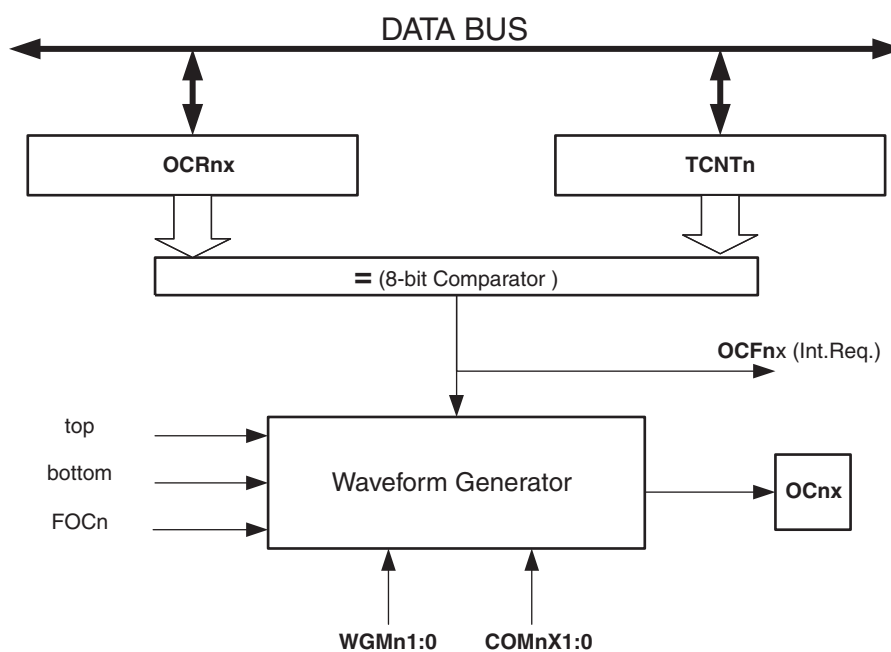 DATA BUS
OCRnx
TCNTn
= (8-bit Comparator )
OCFnx (Int.Req.)
top
bottom
FOCn
Waveform Generator
OCnx
WGMn1:0
COMnX1:0